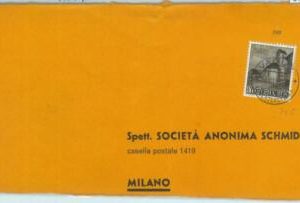 Spett. SOCIETÀ ANONIMA SCHMID
casella postale 1410
MILANO